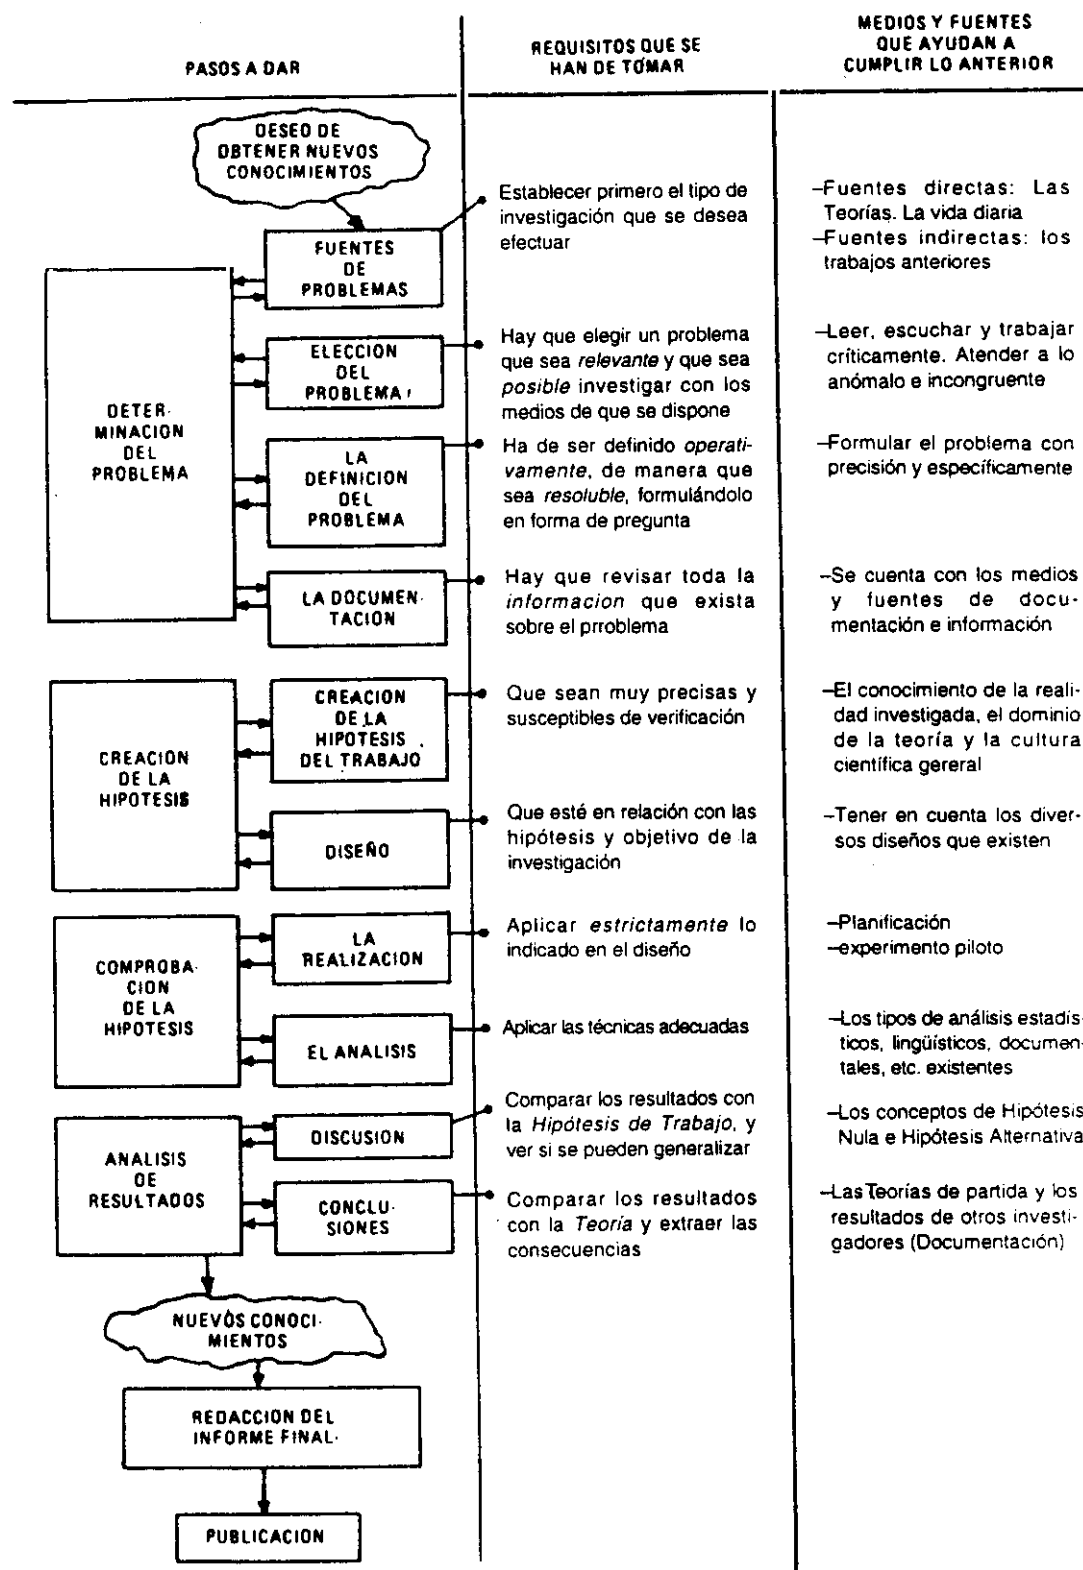 PASOS A DAR
REQUISITOS QUE SE
HAN DE TOMAR
MEDIOS Y FUENTES
QUE AYUDAN A
CUMPLIR LO ANTERIOR
DESEO DE
OBTENER NUEVOS
CONOCIMIENTOS
FUENTES
DE
PROBLEMAS
Establecer primero el tipo de
investigación que se desea
efectuar
–Fuentes directas: Las
Teorías. La vida diaria
–Fuentes indirectas: los
trabajos anteriores
DETER-
MINACION
DEL
PROBLEMA
ELECCION
DEL
PROBLEMA
Hay que elegir un problema
que sea relevante y que sea
posible investigar con los
medios de que se dispone
–Leer, escuchar y trabajar
críticamente. Atender a lo
anómalo e incongruente
LA
DEFINICION
DEL
PROBLEMA
Ha de ser definido operati-
vamente, de manera que
sea resoluble, formulándolo
en forma de pregunta
–Formular el problema con
precisión y específicamente
LA DOCUMEN-
TACION
Hay que revisar toda la
informacion que exista
sobre el prroblema
–Se cuenta con los medios
y fuentes de docu-
mentación e información
CREACION
DE LA
HIPOTESIS
CREACION
DE LA
HIPOTESIS
DEL TRABAJO
Que sean muy precisas y
susceptibles de verificación
–El conocimiento de la reali-
dad investigada, el dominio
de la teoría y la cultura
científica gereral
DISEÑO
Que esté en relación con las
hipótesis y objetivo de la
investigación
–Tener en cuenta los diver-
sos diseños que existen
COMPROBA-
CION
DE LA
HIPOTESIS
LA
REALIZACION
Aplicar estrictamente lo
indicado en el diseño
–Planificación
–experimento piloto
EL ANALISIS
Aplicar las técnicas adecuadas
–Los tipos de análisis estadís-
ticos, lingüísticos, documen-
tales, etc. existentes
ANALISIS
DE
RESULTADOS
DISCUSION
Comparar los resultados con
la Hipótesis de Trabajo, y
ver si se pueden generalizar
–Los conceptos de Hipótesis
Nula e Hipótesis Alternativa
CONCLU-
SIONES
Comparar los resultados
con la Teoría y extraer las
consecuencias
–Las Teorías de partida y los
resultados de otros investi-
gadores (Documentación)
NUEVOS CONOCI-
MIENTOS
REDACCION DEL
INFORME FINAL
PUBLICACION